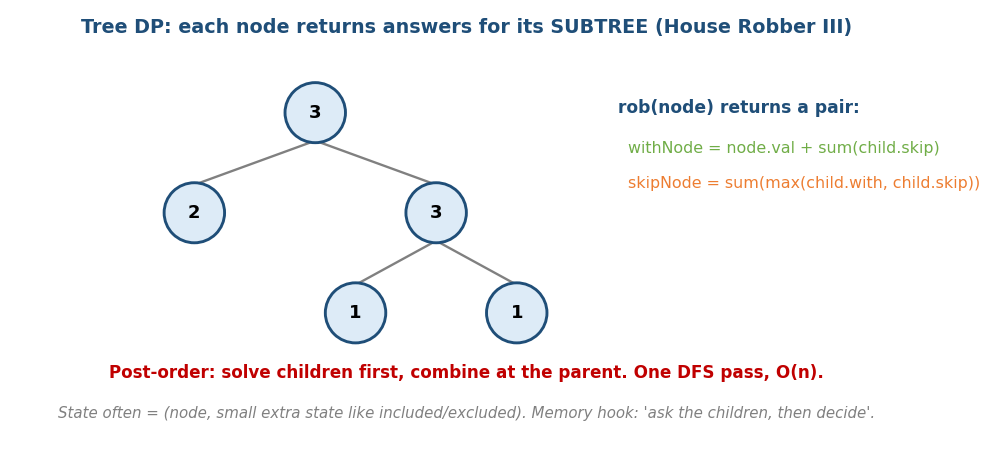 Tree DP: each node returns answers for its SUBTREE (House Robber III)
3
rob(node) returns a pair:
withNode = node.val + sum(child.skip)
skipNode = sum(max(child.with, child.skip))
2
3
1
1
Post-order: solve children first, combine at the parent. One DFS pass, O(n).
State often = (node, small extra state like included/excluded). Memory hook: 'ask the children, then decide'.